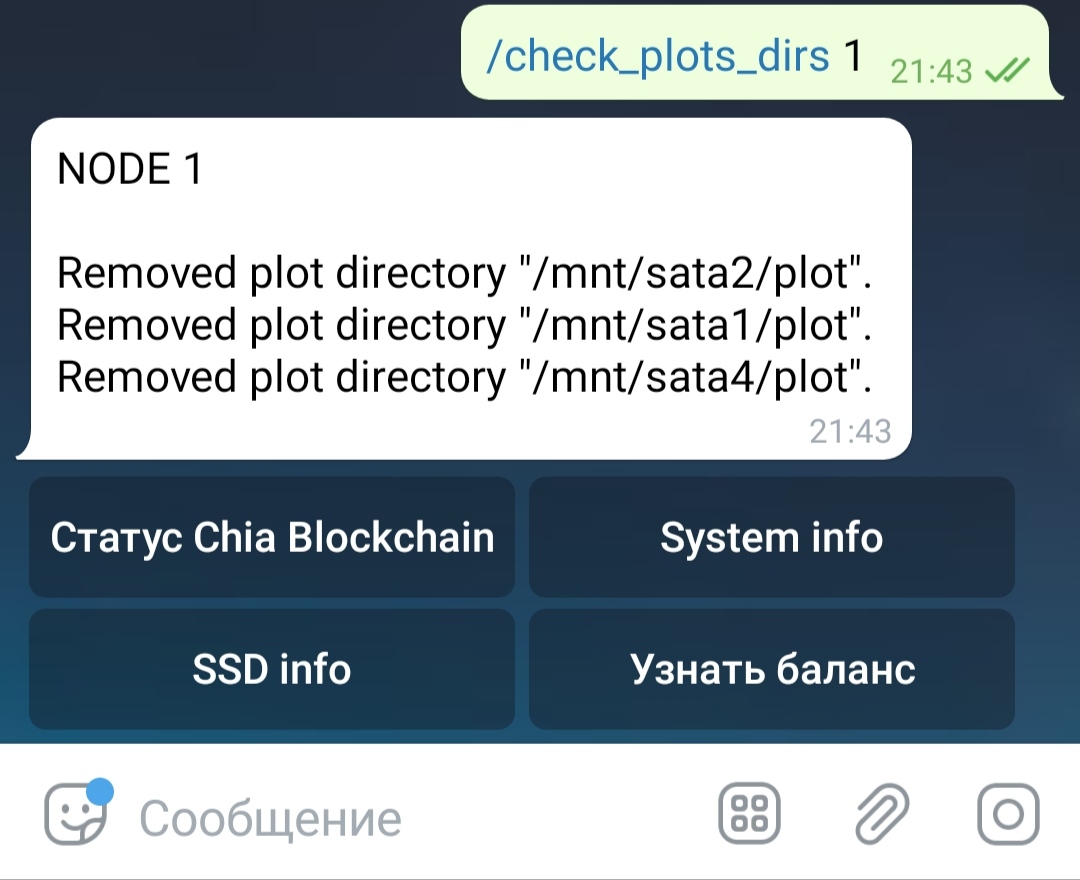 /check_plots_dirs 1 21:43
NODE 1
Removed plot directory "/mnt/sata2/plot".
Removed plot directory "/mnt/sata1/plot".
Removed plot directory "/mnt/sata4/plot".
21:43
Статус Chia Blockchain
System info
SSD info
Узнать баланс
Сообщение